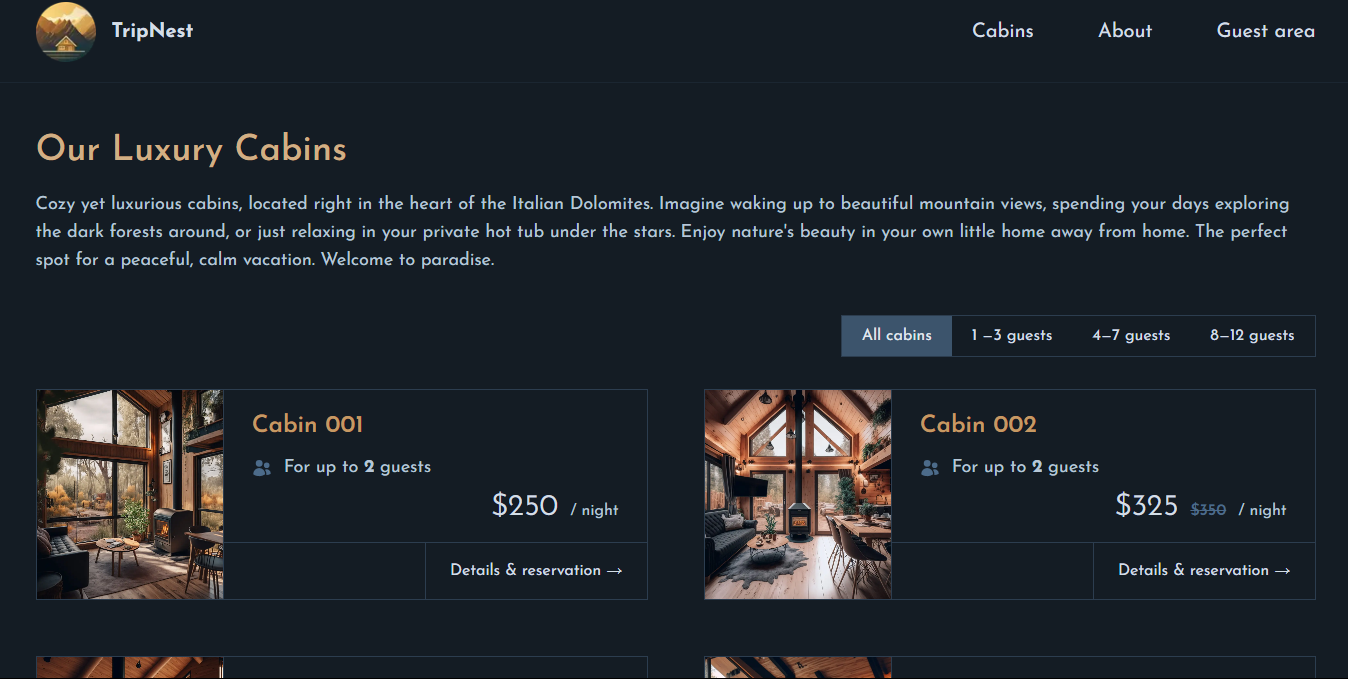 TripNest
Cabins
About
Guest area
Our Luxury Cabins
Cozy yet luxurious cabins, located right in the heart of the Italian Dolomites. Imagine waking up to beautiful mountain views, spending your days exploring
the dark forests around, or just relaxing in your private hot tub under the stars. Enjoy nature's beauty in your own little home away from home. The perfect
spot for a peaceful, calm vacation. Welcome to paradise.
All cabins
1 —3 guests
4—7 guests
8—12 guests
Cabin 001
For up to 2 guests
$250 / night
Details & reservation →
Cabin 002
For up to 2 guests
$325 $350 / night
Details & reservation →